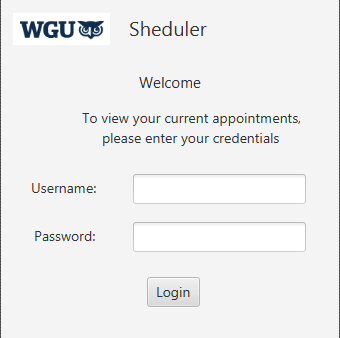 WGU Sheduler
Welcome
To view your current appointments,
please enter your credentials
Username:
Password:
Login